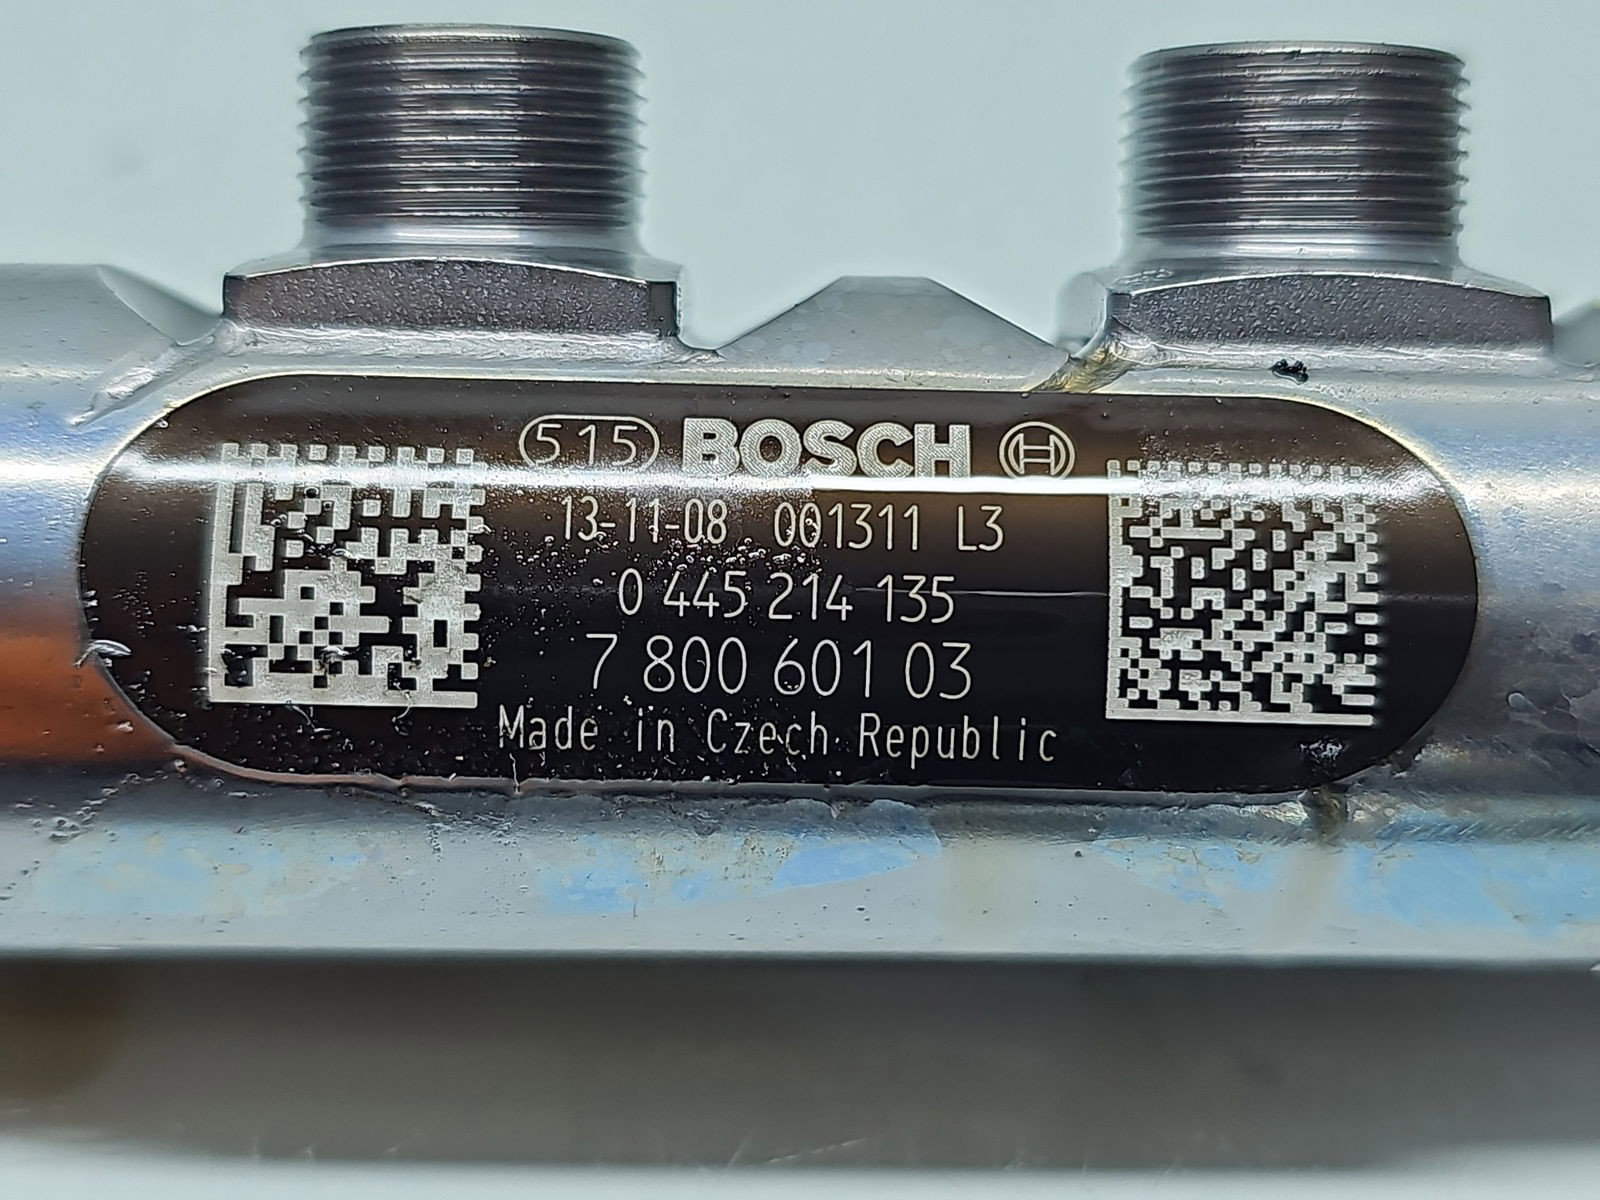 515 BOSCH
13-11-08 001311 L3
0 445 214 135
7 800 601 03
Made in Czech Republic